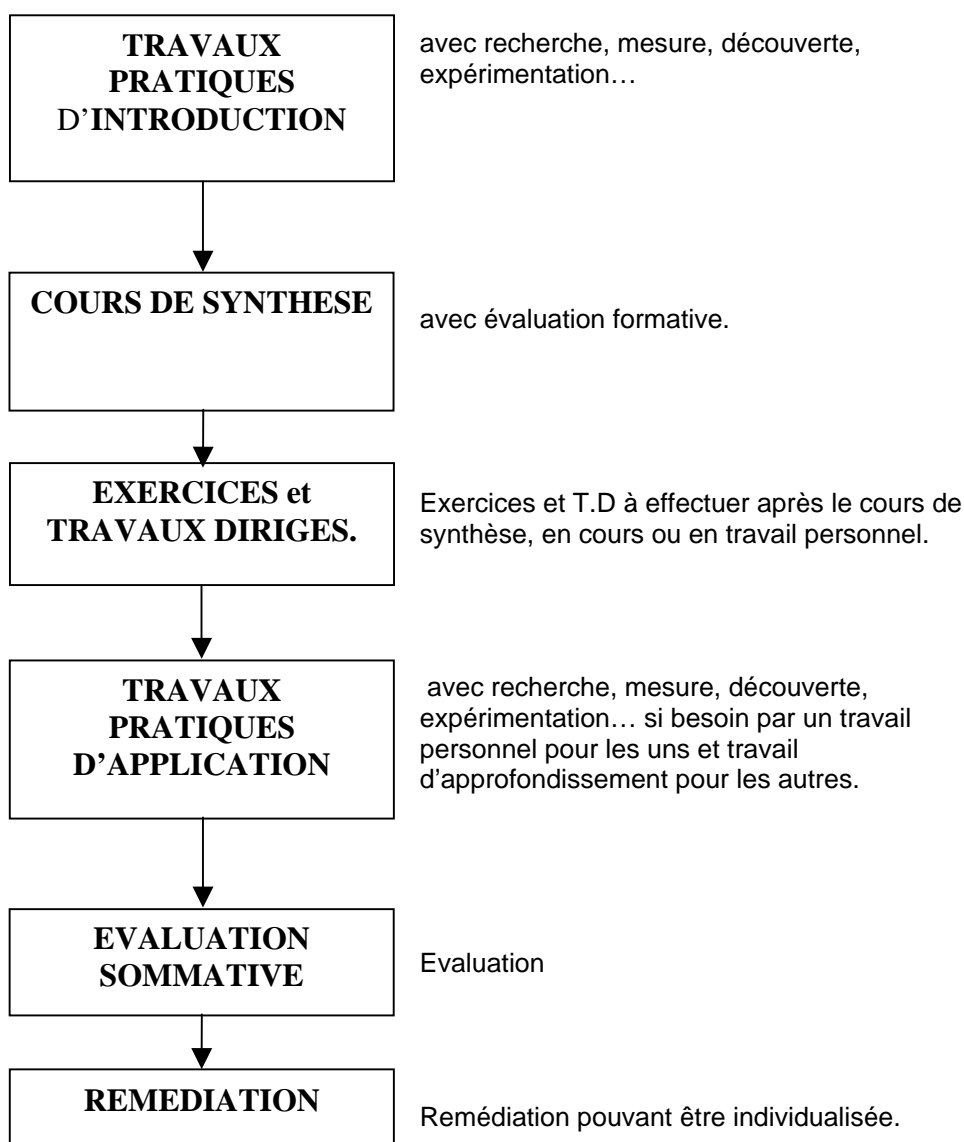 TRAVAUX
PRATIQUES
D’INTRODUCTION
avec recherche, mesure, découverte,
expérimentation…
COURS DE SYNTHESE
avec évaluation formative.
EXERCICES et
TRAVAUX DIRIGES.
Exercices et T.D à effectuer après le cours de
synthèse, en cours ou en travail personnel.
TRAVAUX
PRATIQUES
D’APPLICATION
avec recherche, mesure, découverte,
expérimentation… si besoin par un travail
personnel pour les uns et travail
d’approfondissement pour les autres.
EVALUATION
SOMMATIVE
Evaluation
REMEDIATION
Remédiation pouvant être individualisée.